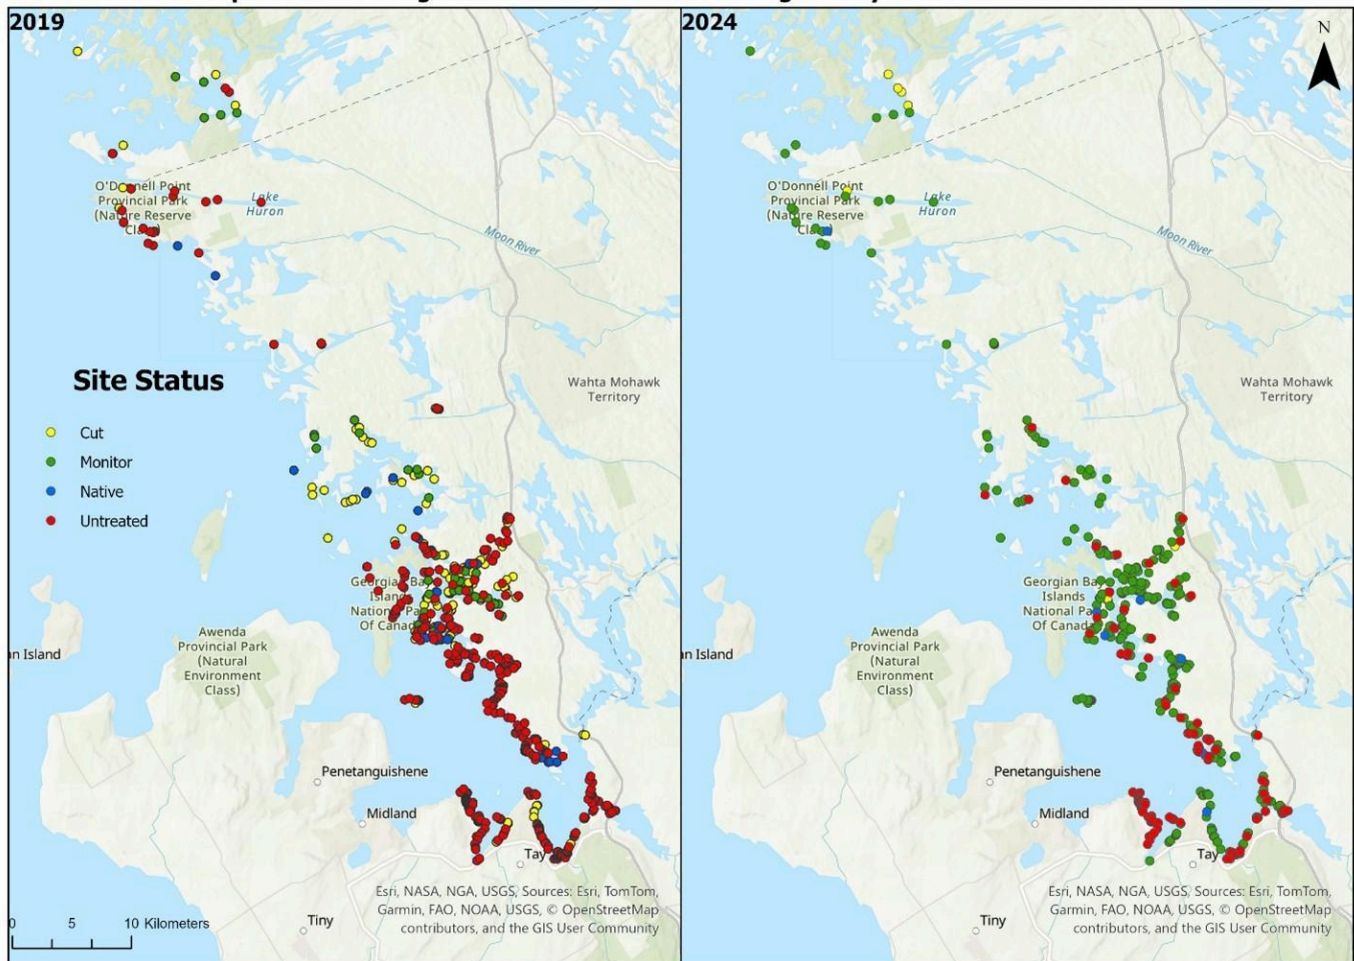 2019
O'Donnell Point
Provincial Park
(Nature Reserve
Lake
Huron
Moon River
Site Status
Cut
Monitor
Native
Untreated
Wahta Mohawk
Territory
Georgian Bay
Islands
National Park
Of Canada
Awenda
Provincial Park
(Natural
Environment
Class)
an Island
Penetanguishene
Midland
Tay
Tiny
0 5 10 Kilometers
Esri, NASA, NGA, USGS, Sources: Esri, TomTom,
Garmin, FAO, NOAA, USGS, © OpenStreetMap
contributors, and the GIS User Community
2024
N
O'Donnell Point
Provincial Park
(Nature Reserve
Lake
Huron
Moon River
Wahta Mohawk
Territory
Georgian Bay
Islands
National Park
Of Canada
Awenda
Provincial Park
(Natural
Environment
Class)
an Island
Penetanguishene
Midland
Tay
Tiny
Esri, NASA, NGA, USGS, Sources: Esri, TomTom,
Garmin, FAO, NOAA, USGS, © OpenStreetMap
contributors, and the GIS User Community